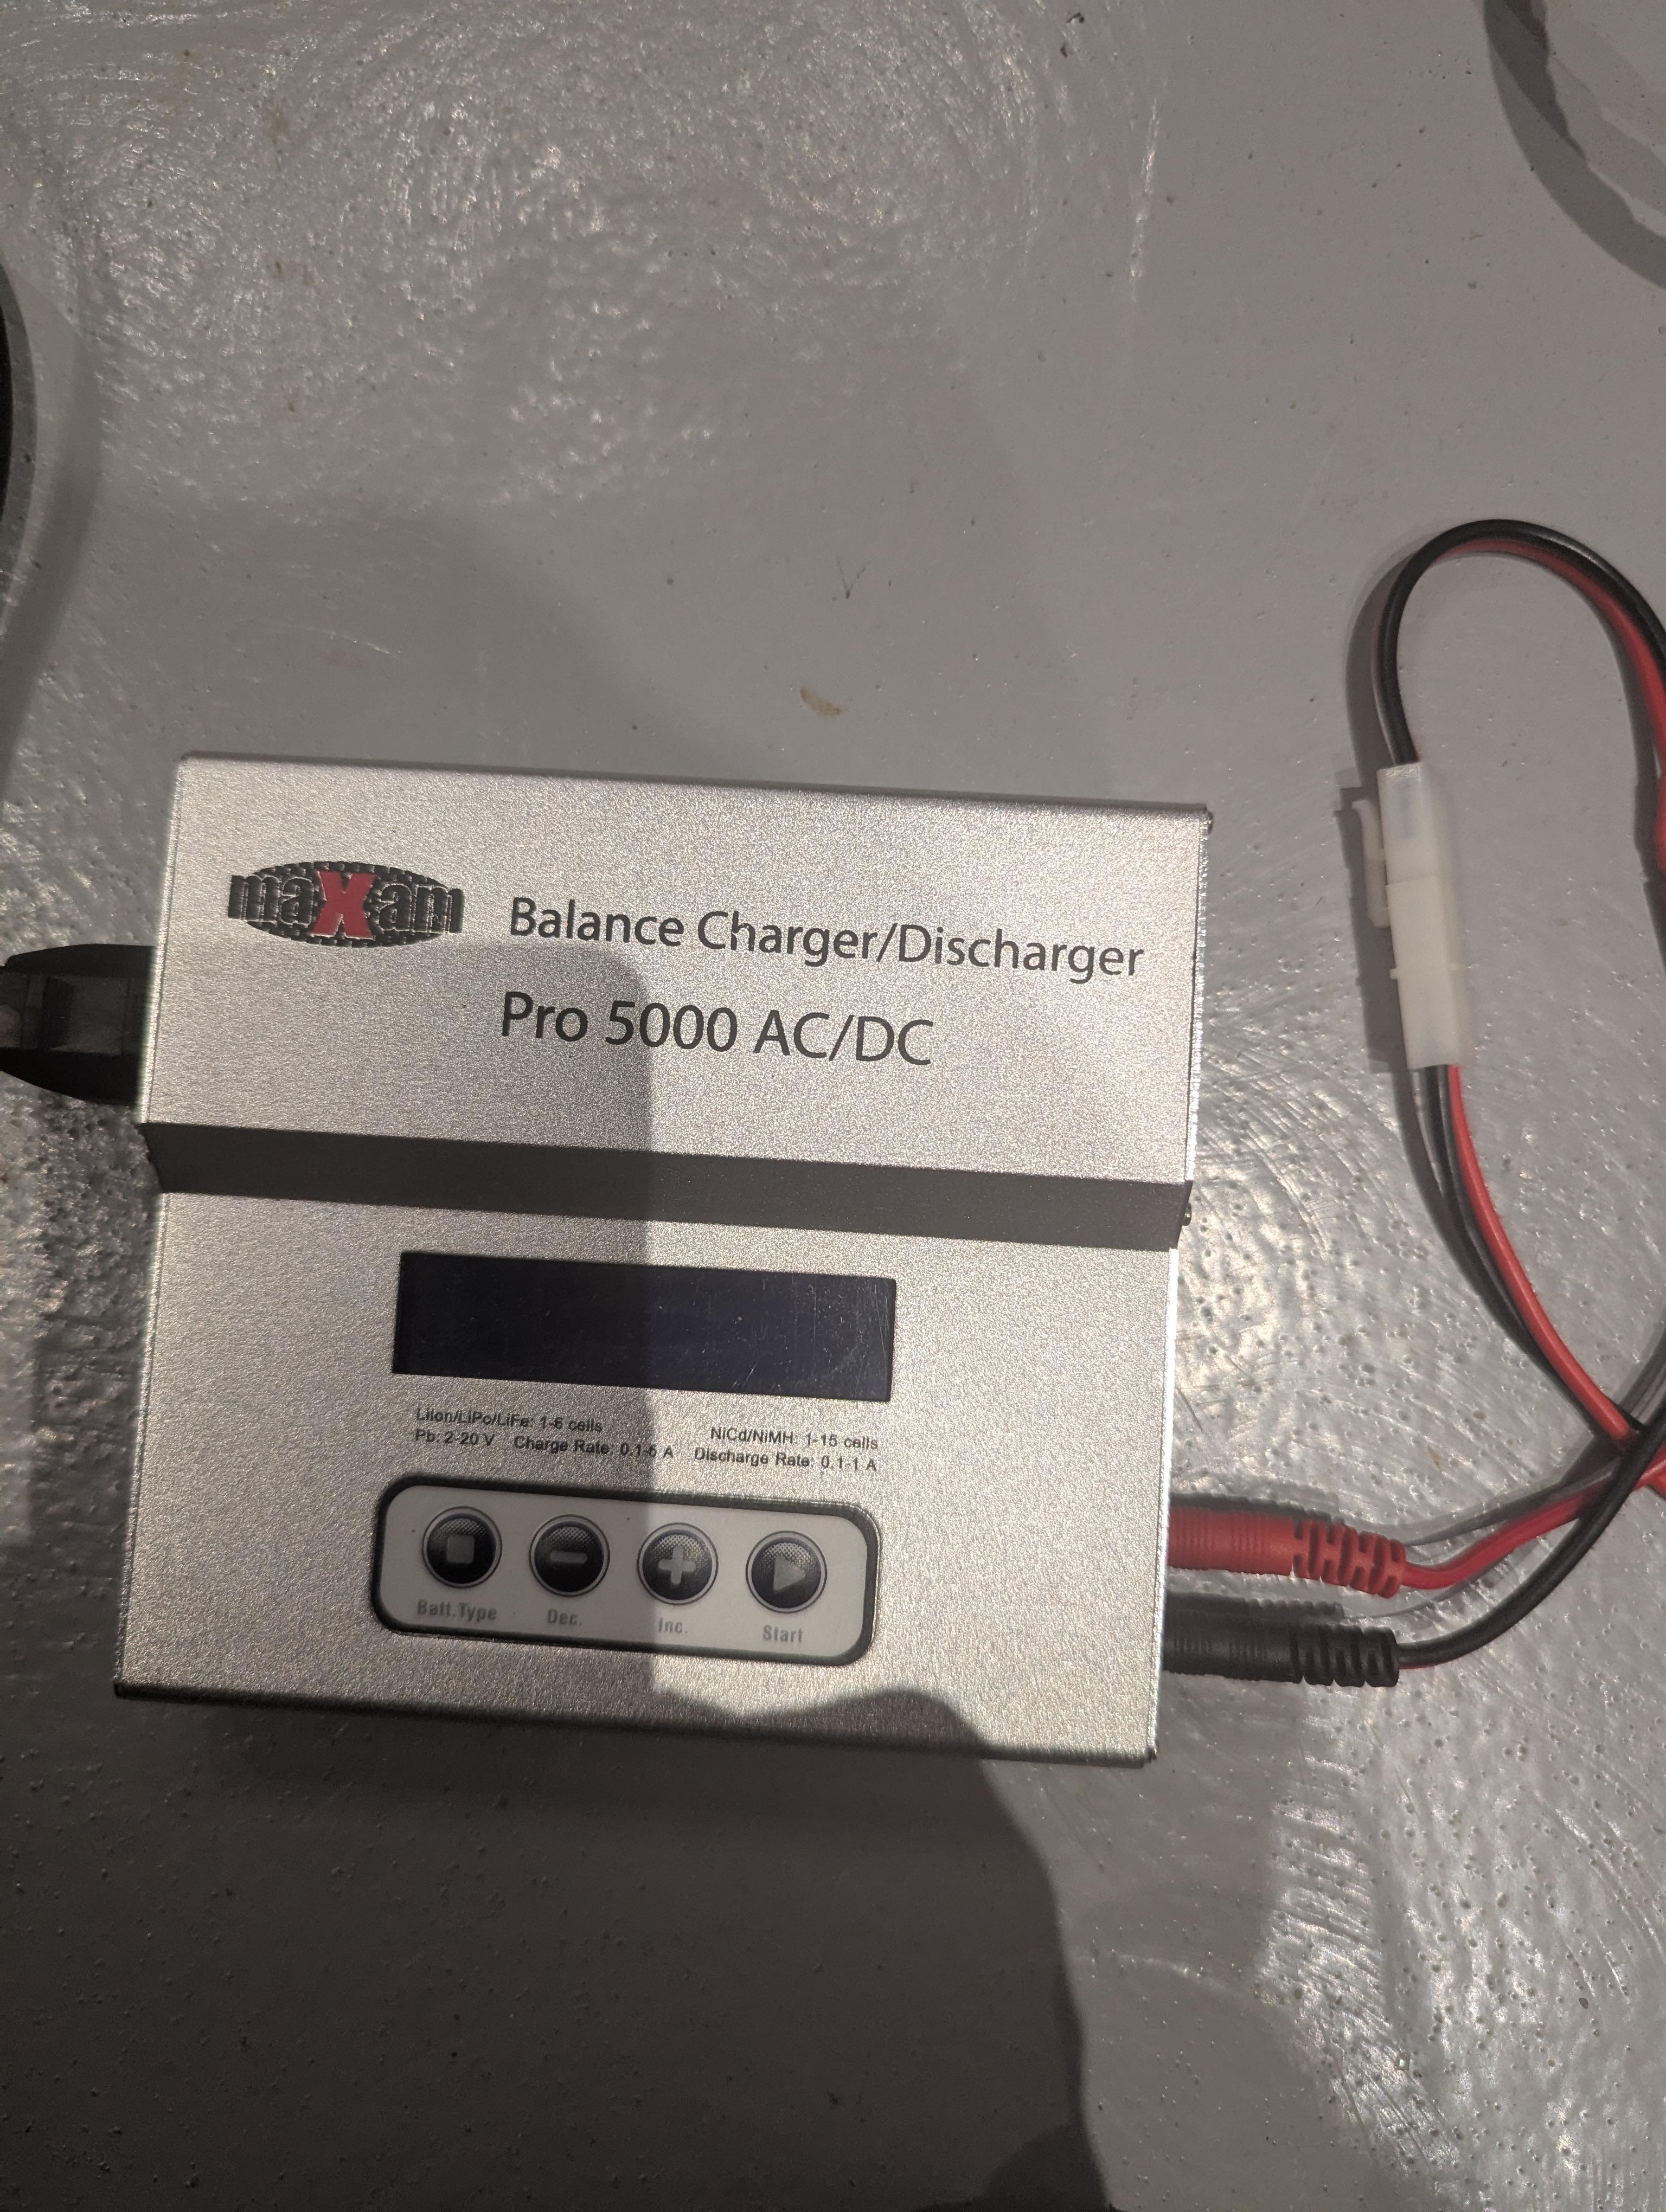 maXam
Balance Charger/Discharger
Pro 5000 AC/DC
LiIon/LiPo/LiFe: 1-6 cells NiCd/NiMH: 1-15 cells
Pb: 2-20 V Charge Rate: 0.1-5 A Discharge Rate: 0.1-1 A
Batt.Type Dec. Inc. Start